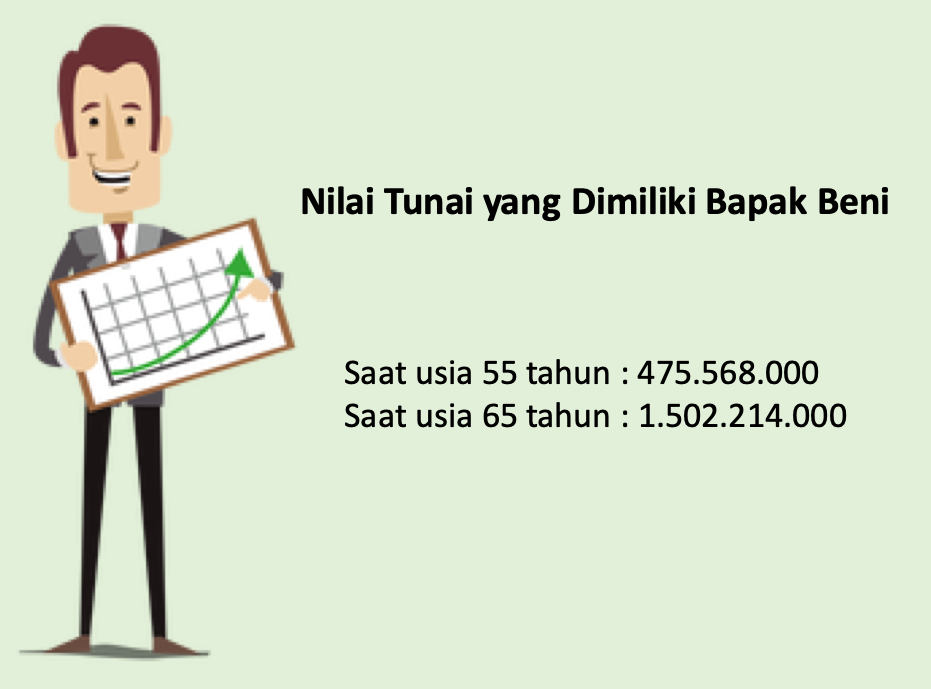 Nilai Tunai yang Dimiliki Bapak Beni
Saat usia 55 tahun : 475.568.000
Saat usia 65 tahun : 1.502.214.000